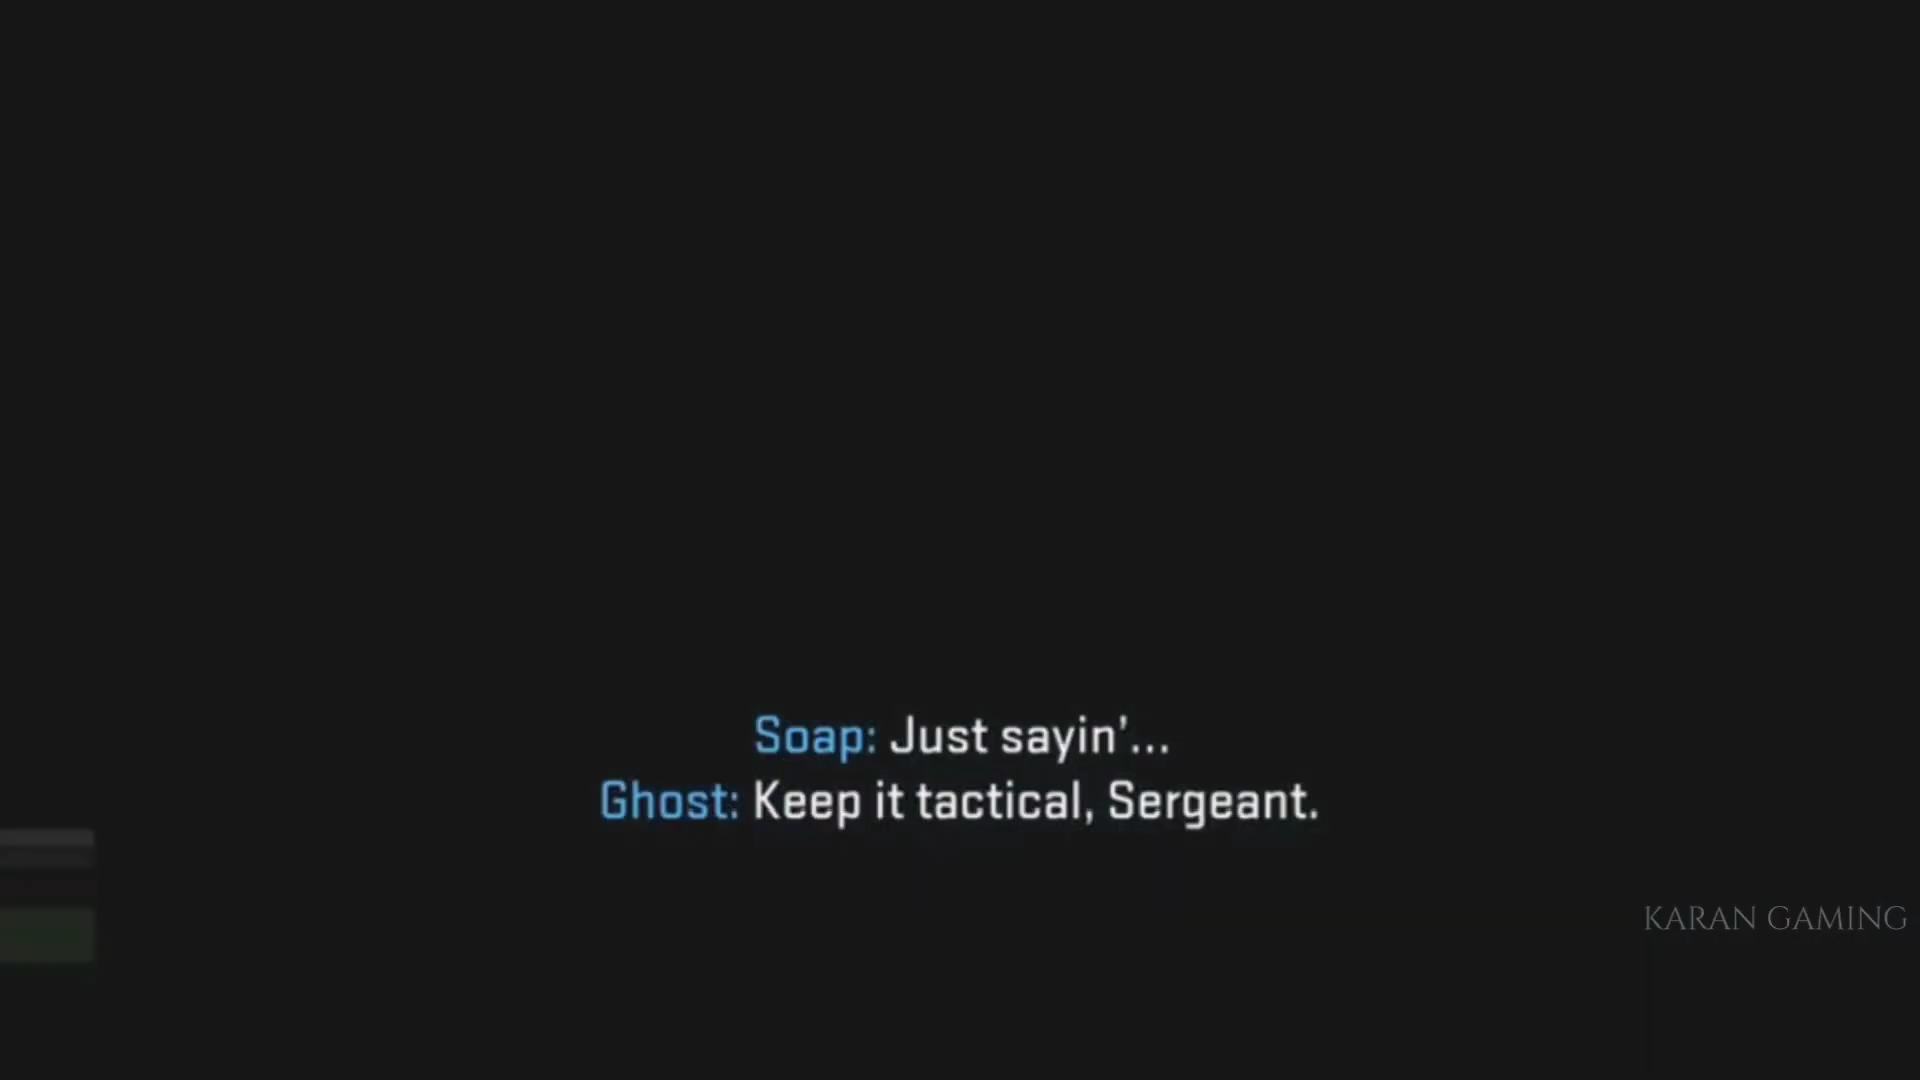 Soap: Just sayin'...
Ghost: Keep it tactical, Sergeant.
KARAN GAMING